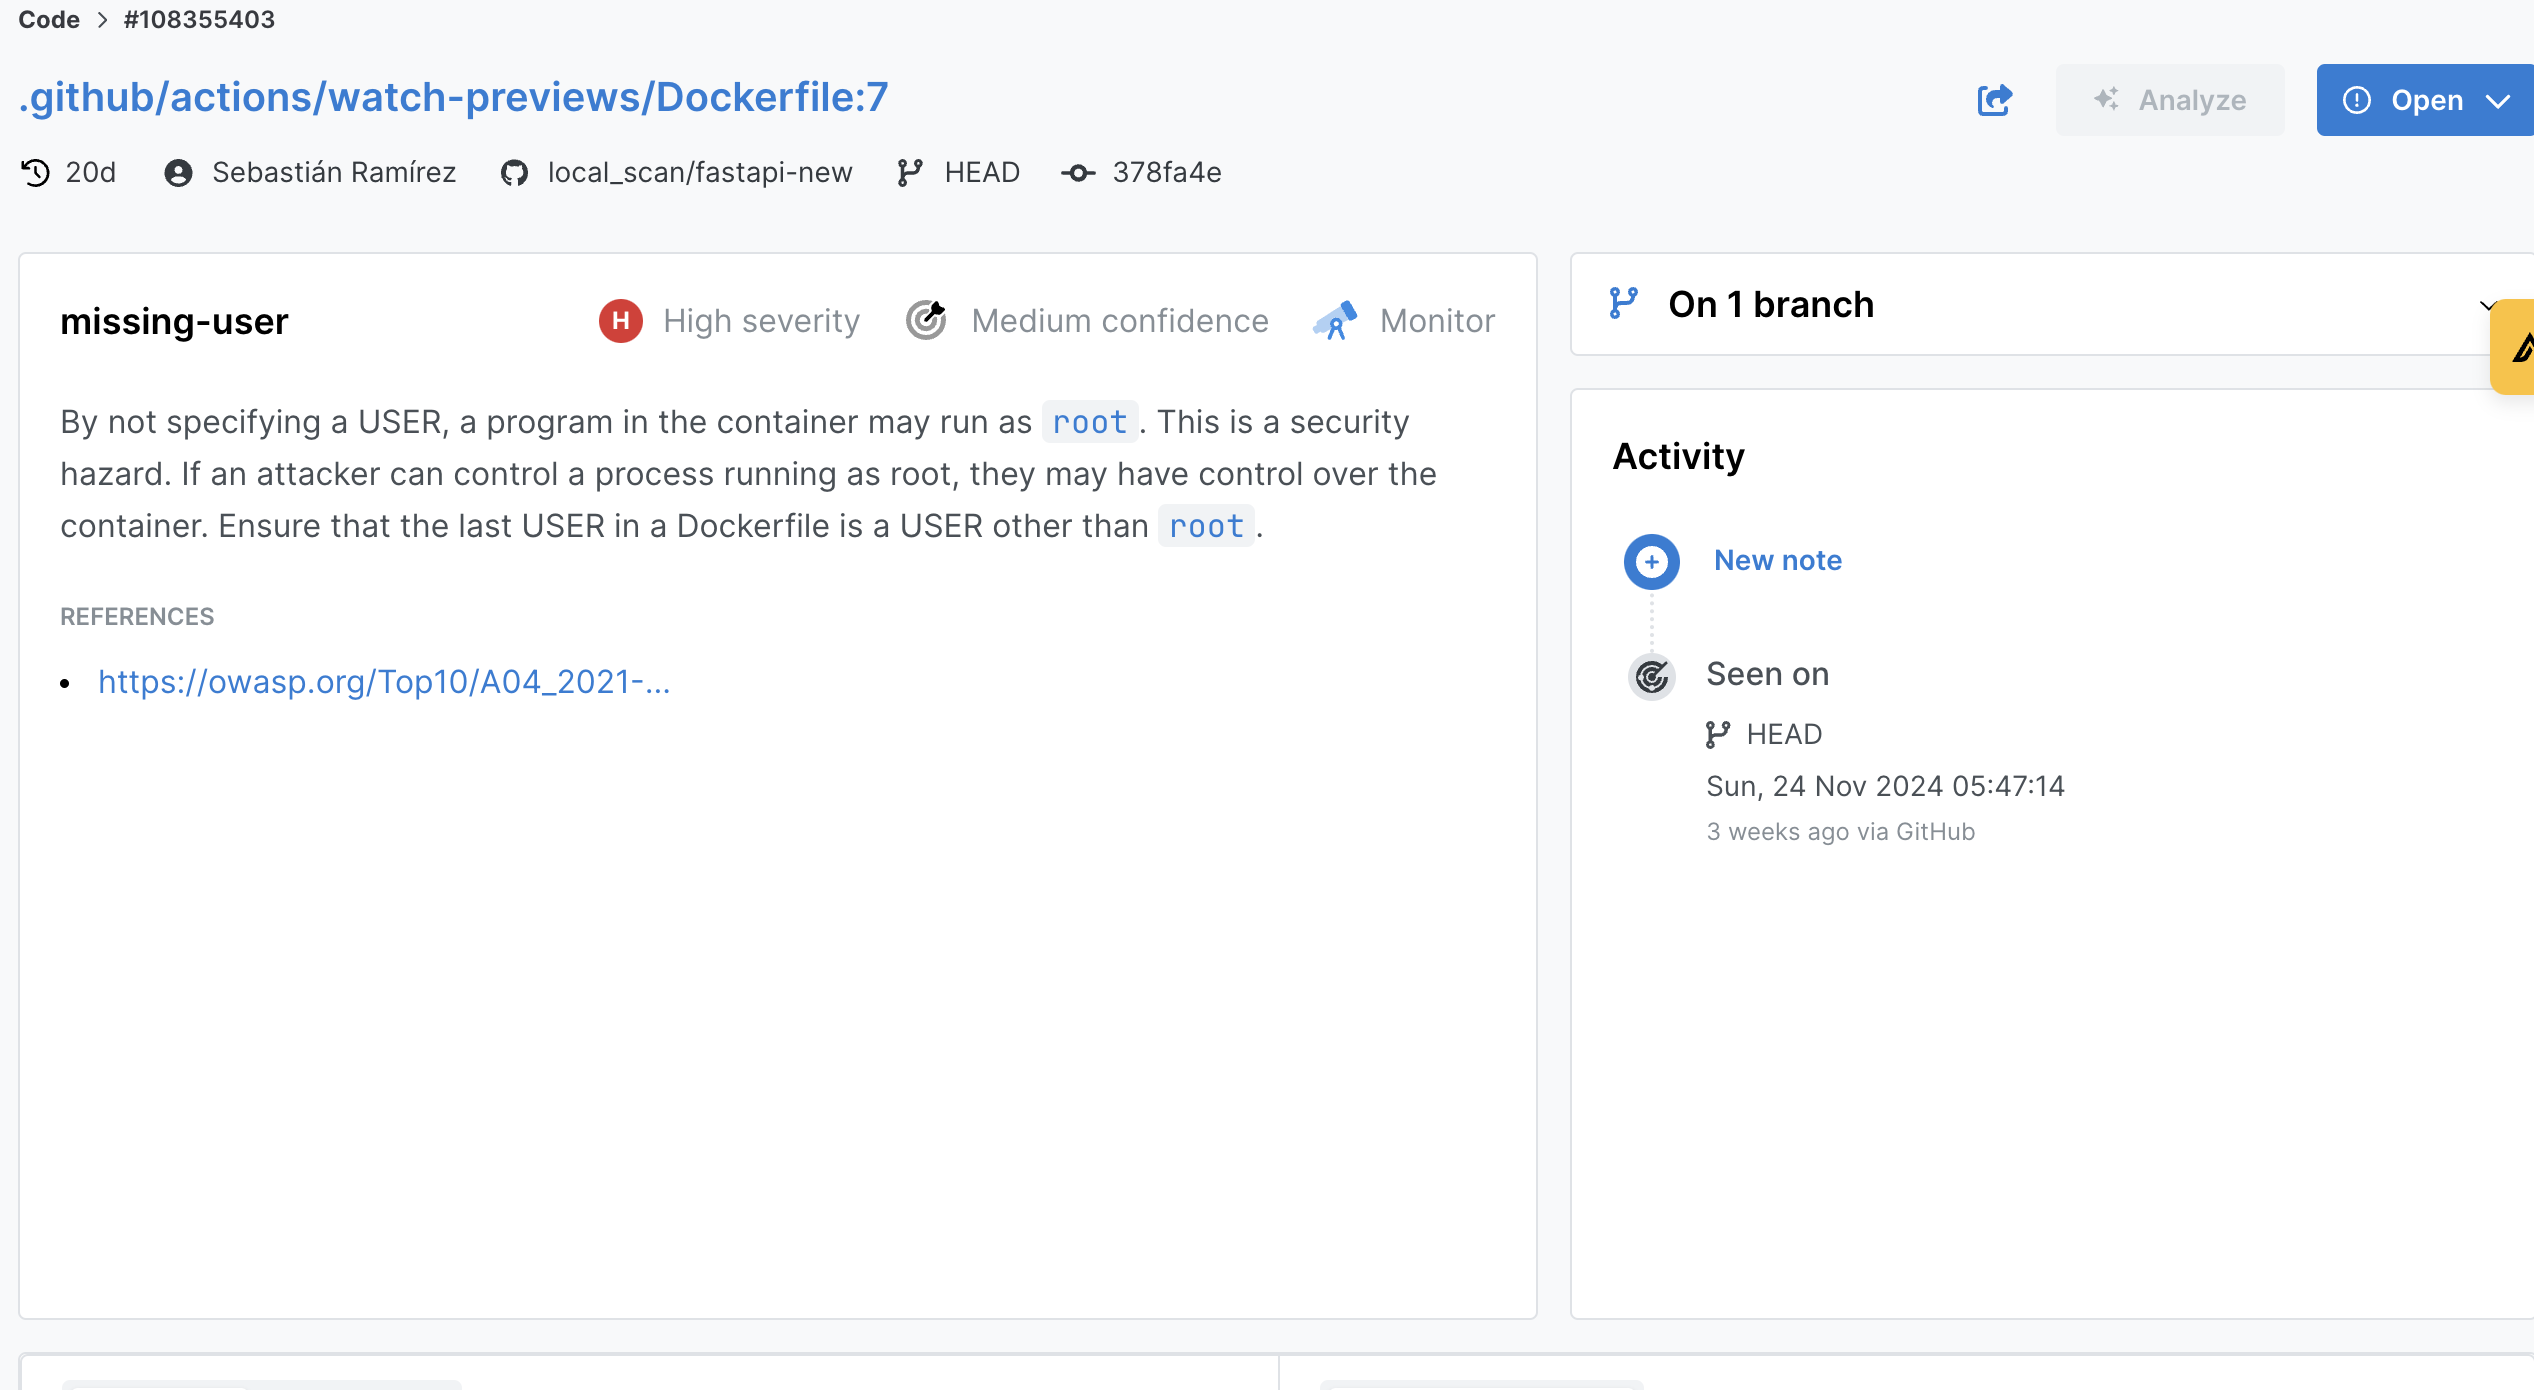 Code > #108355403
.github/actions/watch-previews/Dockerfile:7
Analyze
Open
20d Sebastián Ramírez local_scan/fastapi-new HEAD 378fa4e
missing-user
H High severity Medium confidence Monitor
By not specifying a USER, a program in the container may run as root. This is a security
hazard. If an attacker can control a process running as root, they may have control over the
container. Ensure that the last USER in a Dockerfile is a USER other than root.
REFERENCES
• https://owasp.org/Top10/A04_2021-...
On 1 branch
Activity
New note
Seen on
HEAD
Sun, 24 Nov 2024 05:47:14
3 weeks ago via GitHub